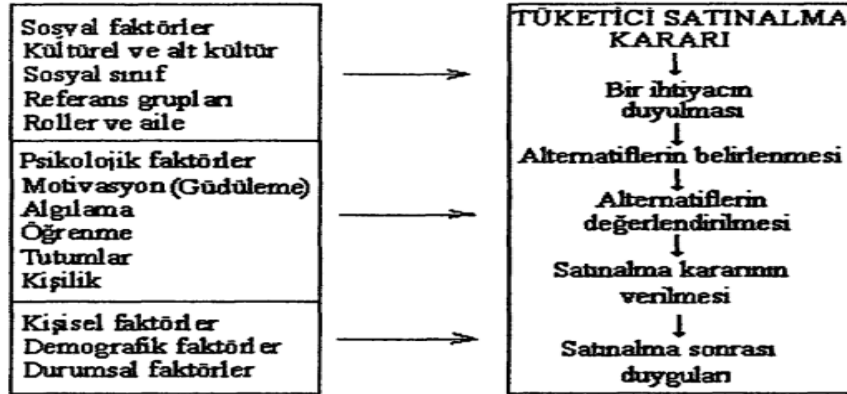 Sosyal faktörler
Kültürel ve alt kültür
Sosyal sınıf
Referans grupları
Roller ve aile
Psikolojik faktörler
Motivasyon (Güdüleme)
Algılama
Öğrenme
Tutumlar
Kişilik
Kişisel faktörler
Demografik faktörler
Durumsal faktörler
TÜKETİCİ SATINALMA
KARARI
Bir ihtiyacın
duyulması
Alternatiflerin belirlenmesi
Alternatiflerin
değerlendirilmesi
Satınalma kararının
verilmesi
Satınalma sonrası
duyguları